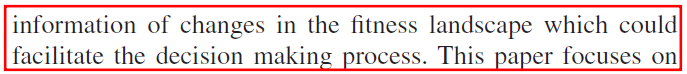 information of changes in the fitness landscape which could
facilitate the decision making process. This paper focuses on